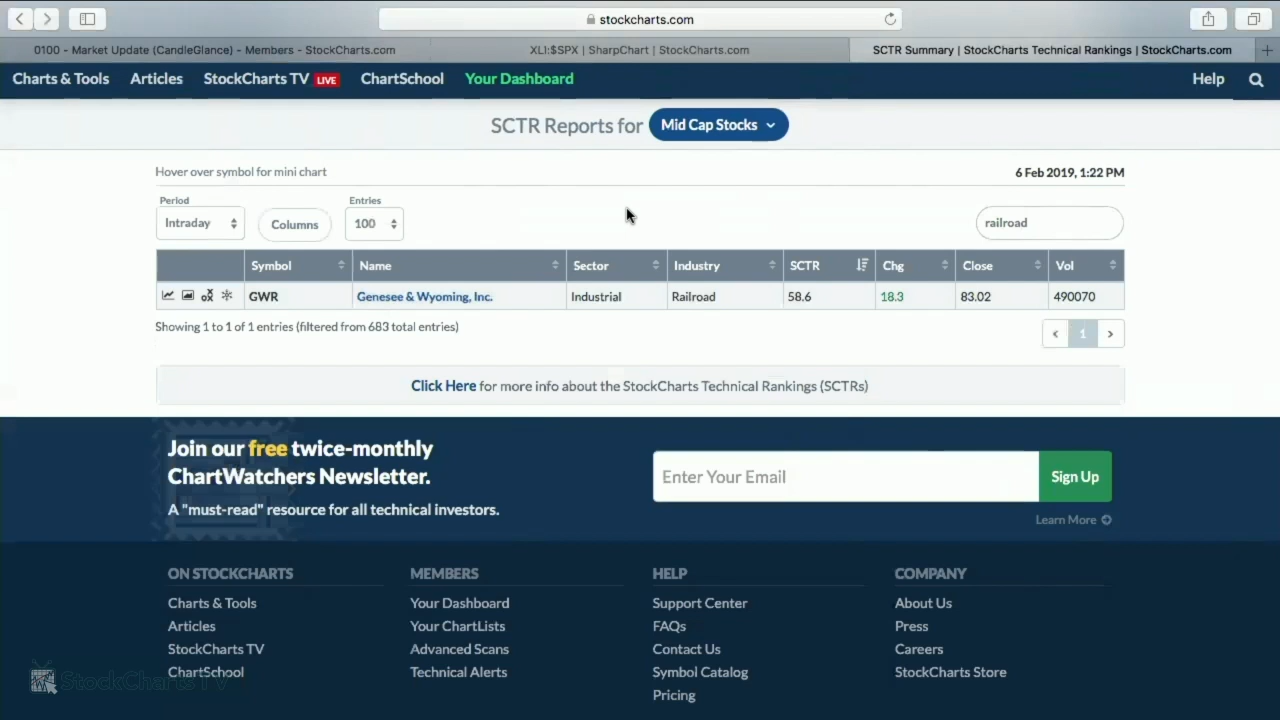 stockcharts.com
0100 - Market Update (CandleGlance) - Members - StockCharts.com
XLI:$SPX | SharpChart | StockCharts.com
SCTR Summary | StockCharts Technical Rankings | StockCharts.com
Charts & Tools Articles StockCharts TV LIVE ChartSchool Your Dashboard Help
SCTR Reports for Mid Cap Stocks
Hover over symbol for mini chart
6 Feb 2019, 1:22 PM
Period Entries
Intraday Columns 100 railroad
Symbol Name Sector Industry SCTR Chg Close Vol
GWR Genesee & Wyoming, Inc. Industrial Railroad 58.6 18.3 83.02 490070
Showing 1 to 1 of 1 entries (filtered from 683 total entries)
< 1 >
Click Here for more info about the StockCharts Technical Rankings (SCTRs)
Join our free twice-monthly
ChartWatchers Newsletter.
A "must-read" resource for all technical investors.
Enter Your Email Sign Up
Learn More
ON STOCKCHARTS MEMBERS HELP COMPANY
Charts & Tools Your Dashboard Support Center About Us
Articles Your ChartLists FAQs Press
StockCharts TV Advanced Scans Contact Us Careers
ChartSchool Technical Alerts Symbol Catalog StockCharts Store
StockCharts TV
Pricing